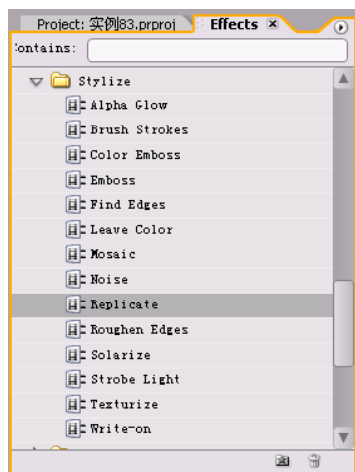 Project: 实例83.prproj Effects
ontains:
Stylize
Alpha Glow
Brush Strokes
Color Emboss
Emboss
Find Edges
Leave Color
Mosaic
Noise
Replicate
Roughen Edges
Solarize
Strobe Light
Texturize
Write-on